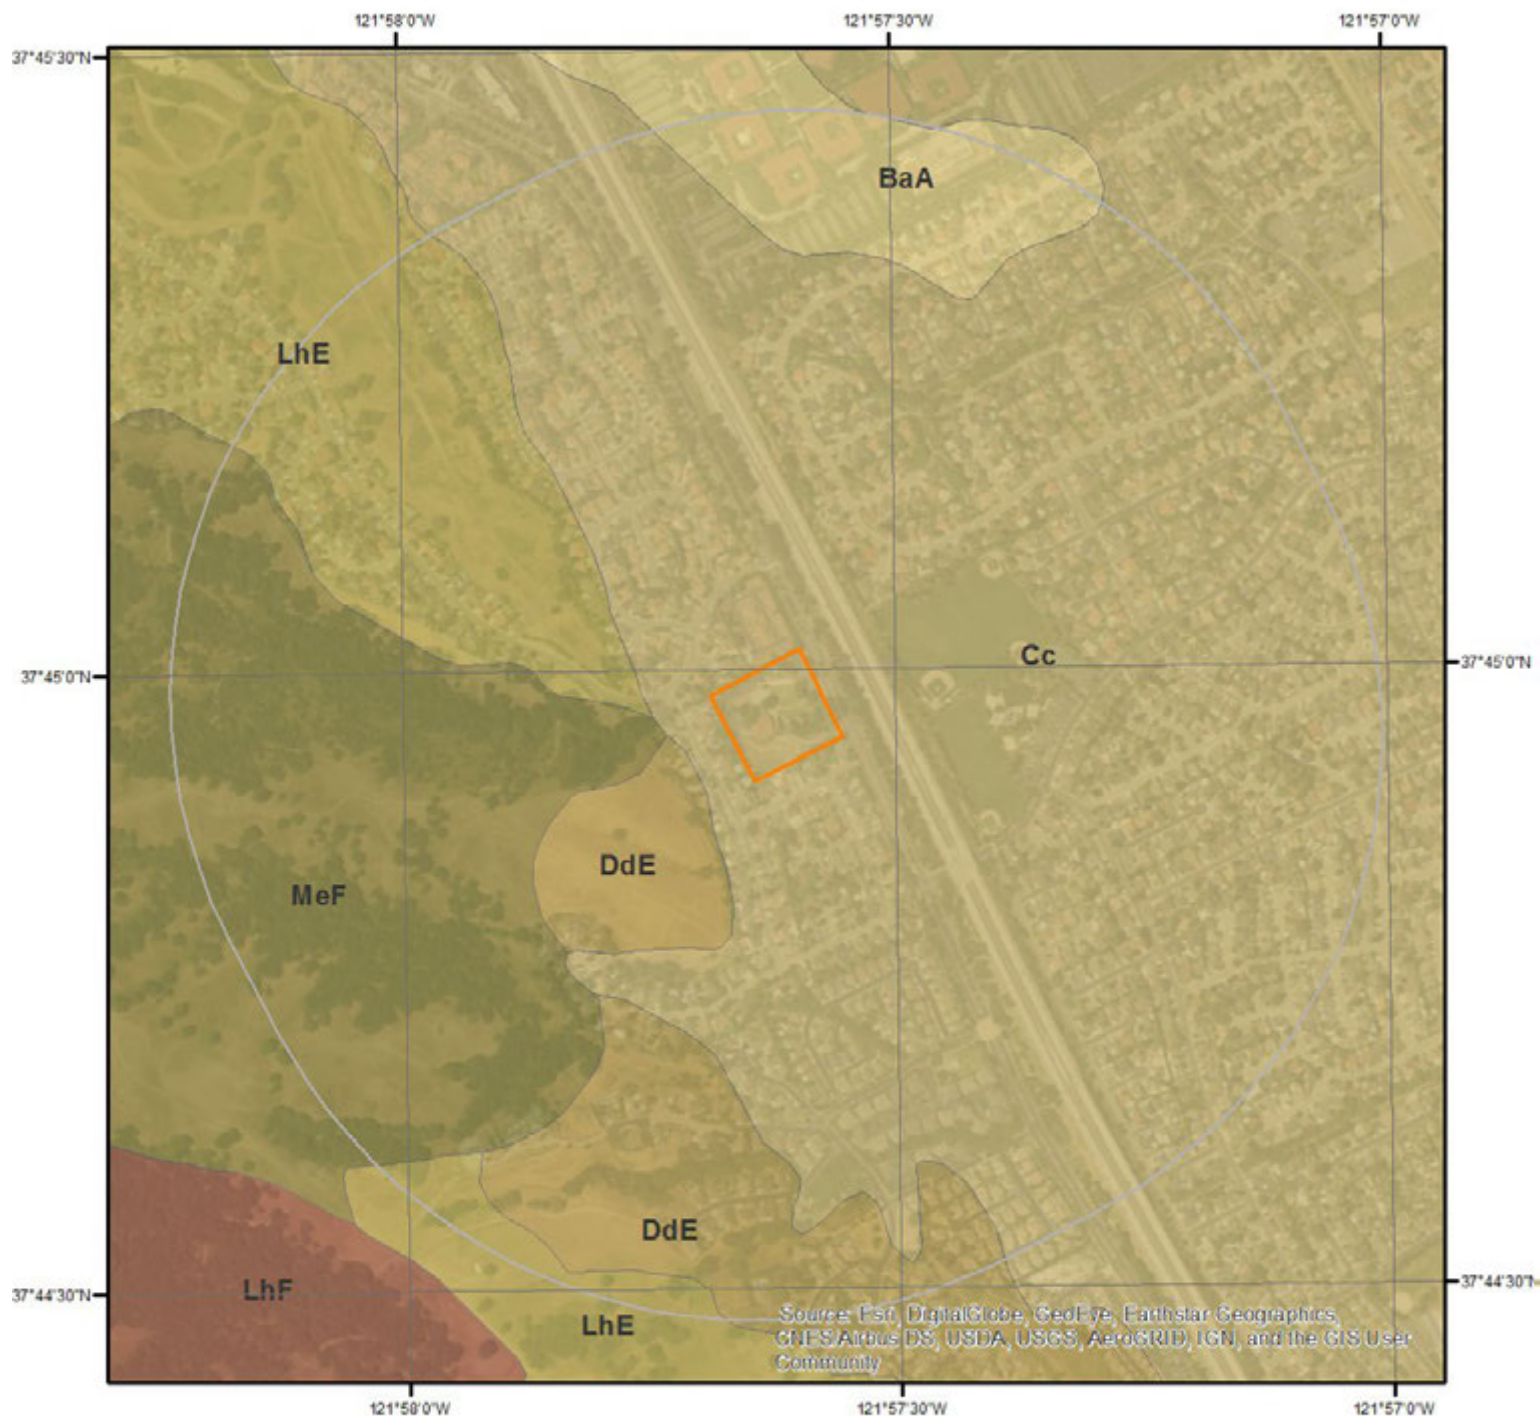 121°58'0"W
121°57'30"W
121°57'0"W
37°45'30"N
BaA
LhE
Cc
37°45'0"N
37°45'0"N
DdE
MeF
DdE
LhF
37°44'30"N
37°44'30"N
LhE
Source: Esri, DigitalGlobe, GeoEye, Earthstar Geographics,
CNES/Airbus DS, USDA, USGS, AeroGRID, IGN, and the GIS User
Community
121°58'0"W
121°57'30"W
121°57'0"W